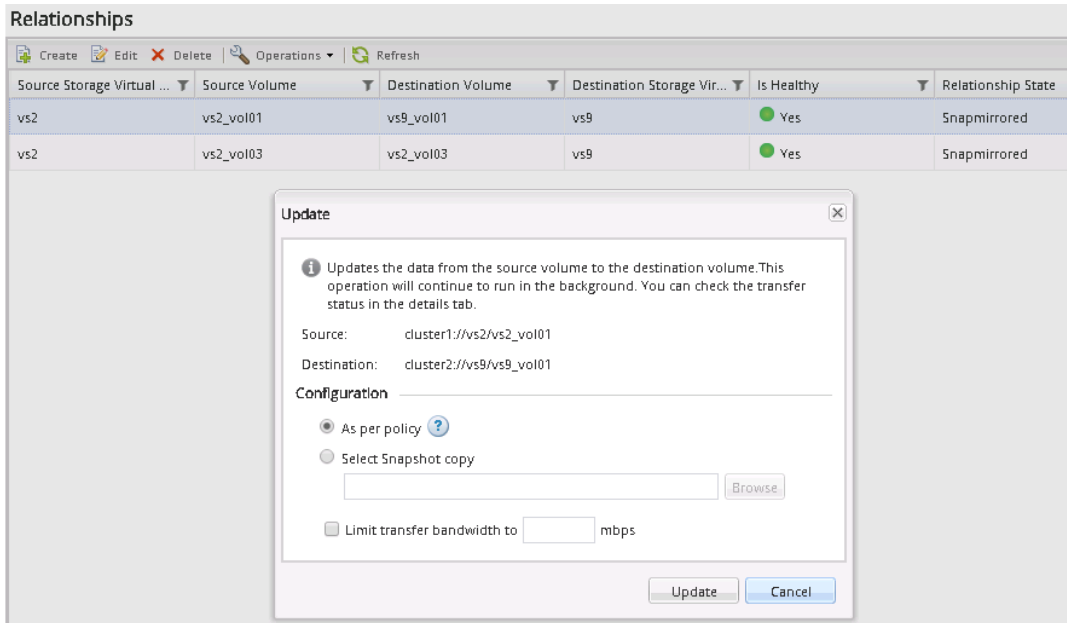 Relationships
Create Edit Delete Operations Refresh
Source Storage Virtual ... Source Volume Destination Volume Destination Storage Vir... Is Healthy Relationship State
vs2 vs2_vol01 vs9_vol01 vs9 Yes Snapmirrored
vs2 vs2_vol03 vs2_vol03 vs9 Yes Snapmirrored
Update
Updates the data from the source volume to the destination volume.This
operation will continue to run in the background. You can check the transfer
status in the details tab.
Source: cluster1://vs2/vs2_vol01
Destination: cluster2://vs9/vs9_vol01
Configuration
As per policy ?
Select Snapshot copy
Browse
Limit transfer bandwidth to mbps
Update Cancel